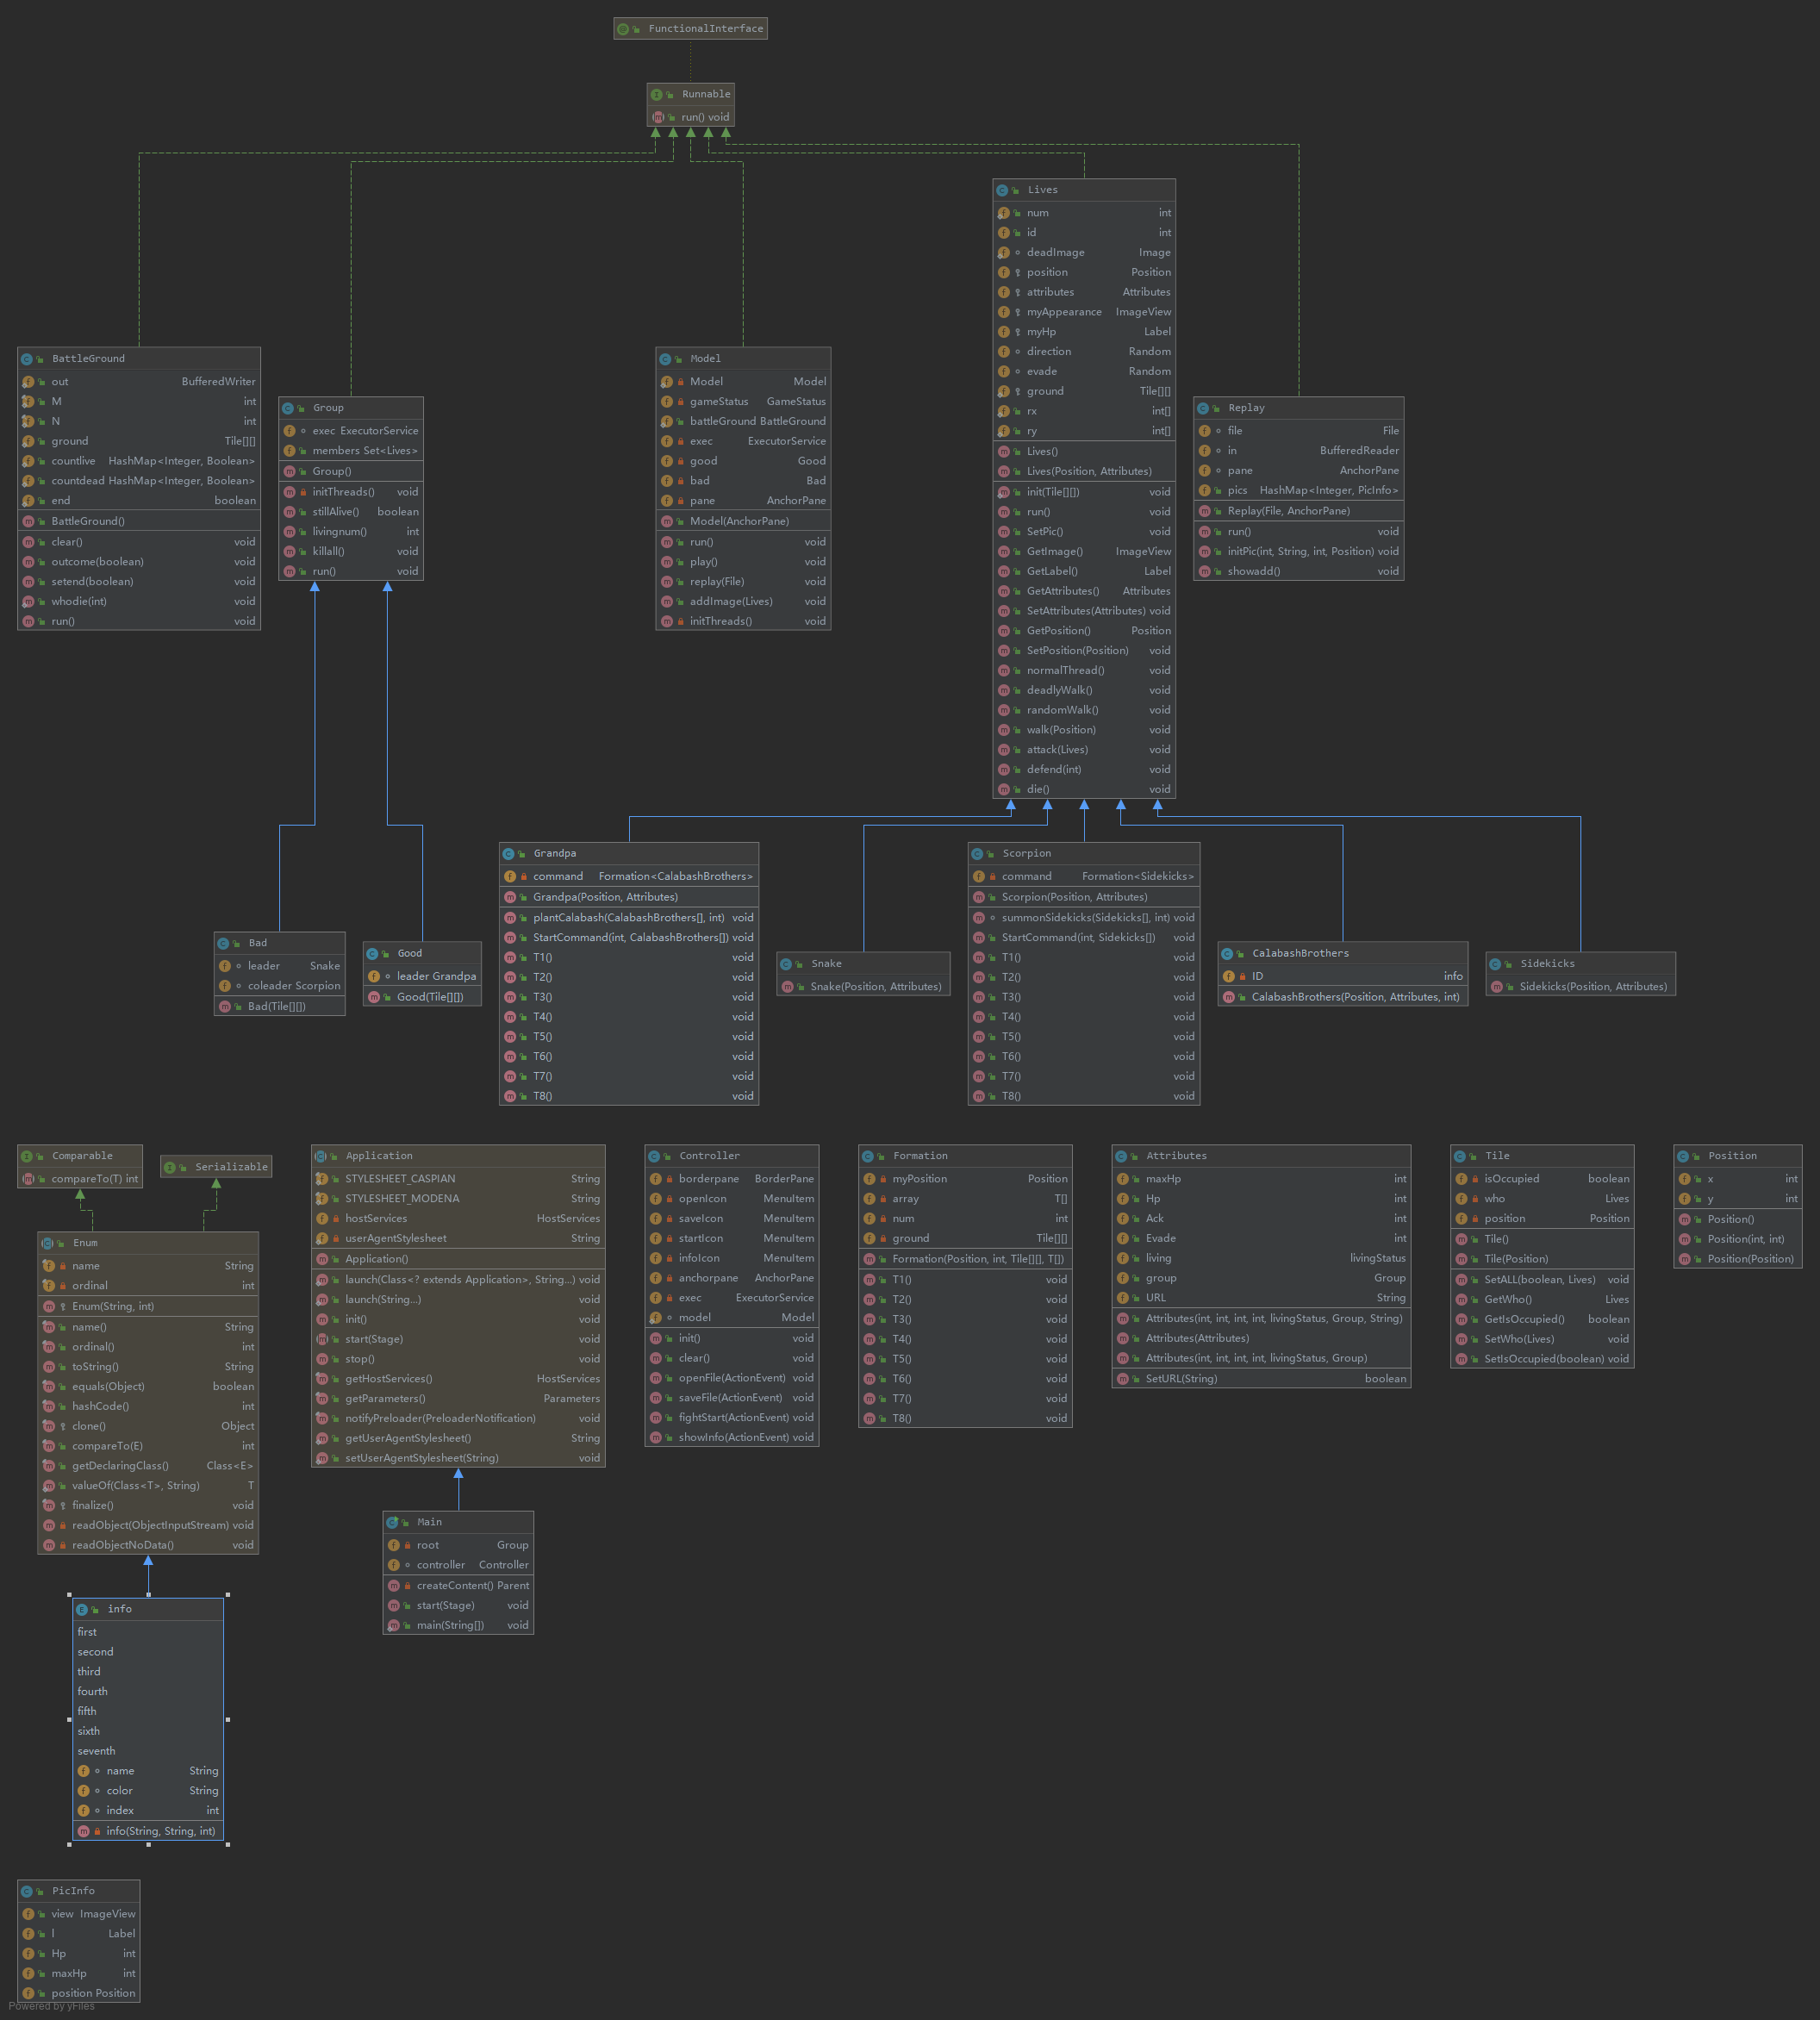 FunctionalInterface
Runnable
run() void
Lives
num int
id int
deadImage Image
position Position
attributes Attributes
myAppearance ImageView
myHp Label
direction Random
evade Random
ground Tile[][]
rx int[]
ry int[]
Lives()
Lives(Position, Attributes)
init(Tile[][]) void
run() void
SetPic() void
GetImage() ImageView
GetLabel() Label
GetAttributes() Attributes
SetAttributes(Attributes) void
GetPosition() Position
SetPosition(Position) void
normalThread() void
deadlyWalk() void
randomWalk() void
walk(Position) void
attack(Lives) void
defend(int) void
die() void
BattleGround
out BufferedWriter
M int
N int
ground Tile[][]
countlive HashMap<Integer, Boolean>
countdead HashMap<Integer, Boolean>
end boolean
BattleGround()
clear() void
outcome(boolean) void
setend(boolean) void
whodie(int) void
run() void
Group
exec ExecutorService
members Set<Lives>
Group()
initThreads() void
stillAlive() boolean
livingnum() int
killall() void
run() void
Model
Model Model
gameStatus GameStatus
battleGround BattleGround
exec ExecutorService
good Good
bad Bad
pane AnchorPane
Model(AnchorPane)
run() void
play() void
replay(File) void
addImage(Lives) void
initThreads() void
Replay
file File
in BufferedReader
pane AnchorPane
pics HashMap<Integer, PicInfo>
Replay(File, AnchorPane)
run() void
initPic(int, String, int, Position) void
showadd() void
Bad
leader Snake
coleader Scorpion
Bad(Tile[][])
Good
leader Grandpa
Good(Tile[][])
Grandpa
command Formation<CalabashBrothers>
Grandpa(Position, Attributes)
plantCalabash(CalabashBrothers[], int) void
StartCommand(int, CalabashBrothers[]) void
T1() void
T2() void
T3() void
T4() void
T5() void
T6() void
T7() void
T8() void
Snake
Snake(Position, Attributes)
Scorpion
command Formation<Sidekicks>
Scorpion(Position, Attributes)
summonSidekicks(Sidekicks[], int) void
StartCommand(int, Sidekicks[]) void
T1() void
T2() void
T3() void
T4() void
T5() void
T6() void
T7() void
T8() void
CalabashBrothers
ID info
CalabashBrothers(Position, Attributes, int)
Sidekicks
Sidekicks(Position, Attributes)
Comparable
compareTo(T) int
Serializable
Enum
name String
ordinal int
Enum(String, int)
name() String
ordinal() int
toString() String
equals(Object) boolean
hashCode() int
clone() Object
compareTo(E) int
getDeclaringClass() Class<E>
valueOf(Class<T>, String) T
finalize() void
readObject(ObjectInputStream) void
readObjectNoData() void
Application
STYLESHEET_CASPIAN String
STYLESHEET_MODENA String
hostServices HostServices
userAgentStylesheet String
Application()
launch(Class<? extends Application>, String...) void
launch(String...) void
init() void
start(Stage) void
stop() void
getHostServices() HostServices
getParameters() Parameters
notifyPreloader(PreloaderNotification) void
getUserAgentStylesheet() String
setUserAgentStylesheet(String) void
Controller
borderpane BorderPane
openIcon MenuItem
saveIcon MenuItem
startIcon MenuItem
infoIcon MenuItem
anchorpane AnchorPane
exec ExecutorService
model Model
init() void
clear() void
openFile(ActionEvent) void
saveFile(ActionEvent) void
fightStart(ActionEvent) void
showInfo(ActionEvent) void
Formation
myPosition Position
array T[]
num int
ground Tile[][]
Formation(Position, int, Tile[][], T[])
T1() void
T2() void
T3() void
T4() void
T5() void
T6() void
T7() void
T8() void
Attributes
maxHp int
Hp int
Ack int
Evade int
living livingStatus
group Group
URL String
Attributes(int, int, int, int, livingStatus, Group, String)
Attributes(Attributes)
Attributes(int, int, int, int, livingStatus, Group)
SetURL(String) boolean
Tile
isOccupied boolean
who Lives
position Position
Tile()
Tile(Position)
SetALL(boolean, Lives) void
GetWho() Lives
GetIsOccupied() boolean
SetWho(Lives) void
SetIsOccupied(boolean) void
Position
x int
y int
Position()
Position(int, int)
Position(Position)
Main
root Group
controller Controller
createContent() Parent
start(Stage) void
main(String[]) void
info
first
second
third
fourth
fifth
sixth
seventh
name String
color String
index int
info(String, String, int)
PicInfo
view ImageView
l Label
Hp int
maxHp int
position Position
Powered by yFiles